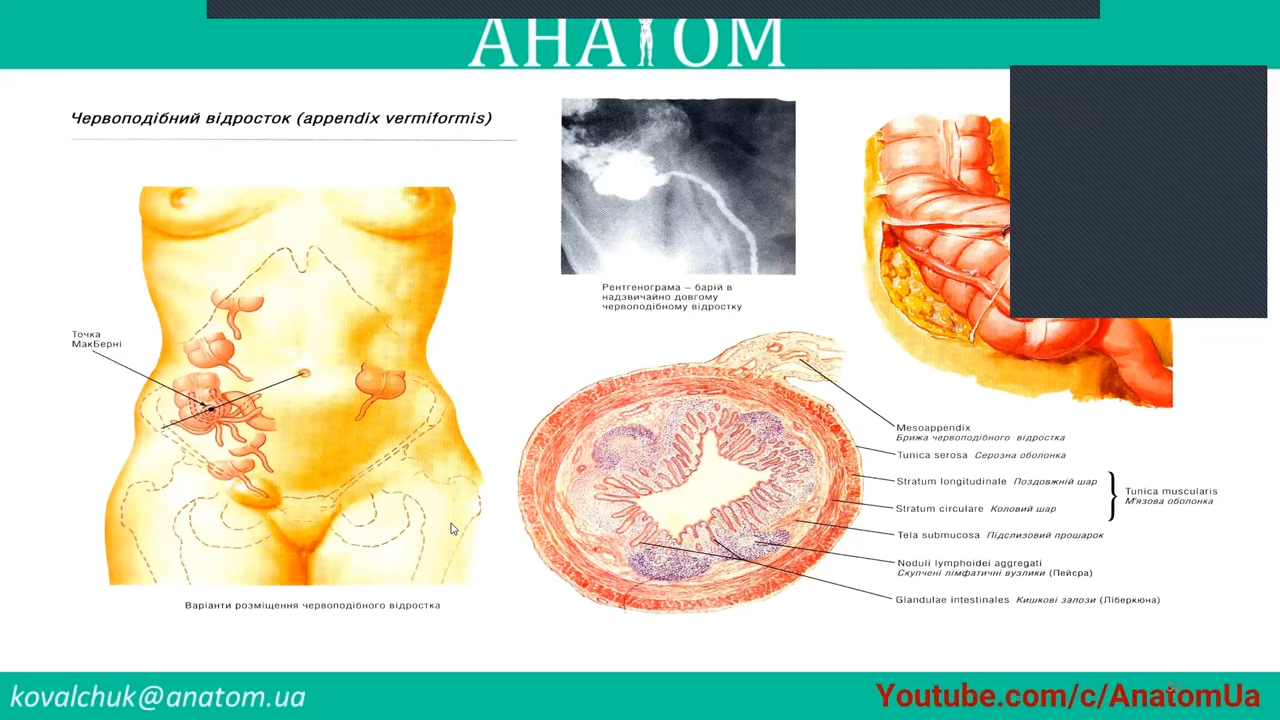 АНАТОМ
Червоподібний відросток (appendix vermiformis)
Точка
МакБерні
Варіанти розміщення червоподібного відростка
Рентгенограма – барій в
надзвичайно довгому
червоподібному відростку
Mesoappendix
Брижа червоподібного відростка
Tunica serosa Серозна оболонка
Stratum longitudinale Поздовжній шар
Stratum circulare Коловий шар
Tunica muscularis
М'язова оболонка
Tela submucosa Підслизовий прошарок
Noduli lymphoidei aggregati
Скупчені лімфатичні вузлики (Пейєра)
Glandulae intestinales Кишкові залози (Ліберкюна)
kovalchuk@anatom.ua
Youtube.com/c/AnatomUa